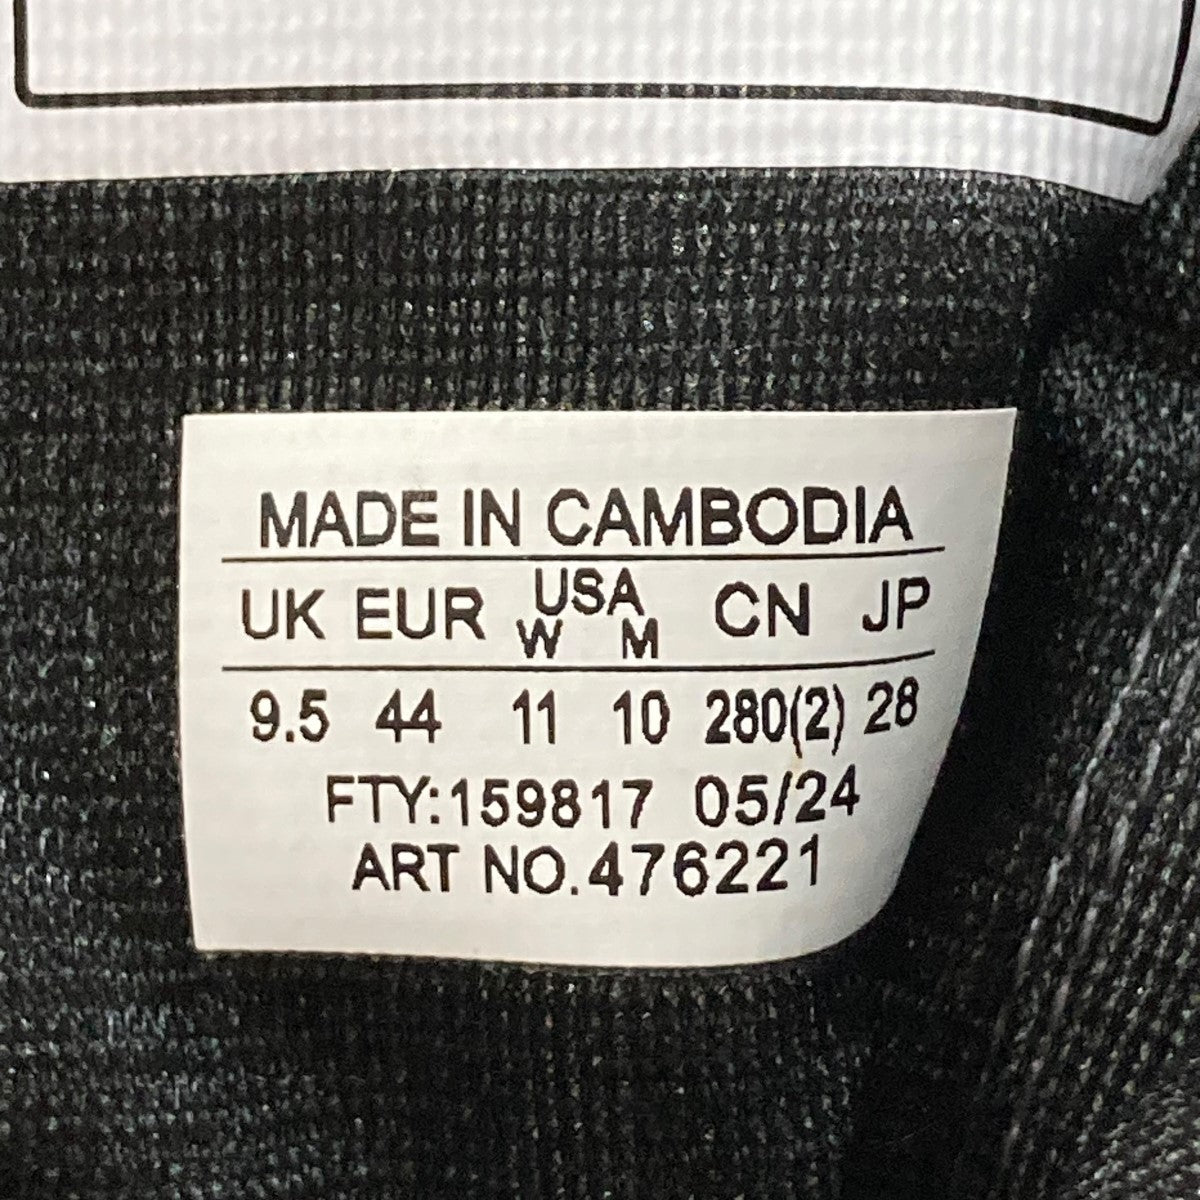 MADE IN CAMBODIA
UK EUR USA CN JP
W M
9.5 44 11 10 280(2) 28
FTY:159817 05/24
ART NO.476221